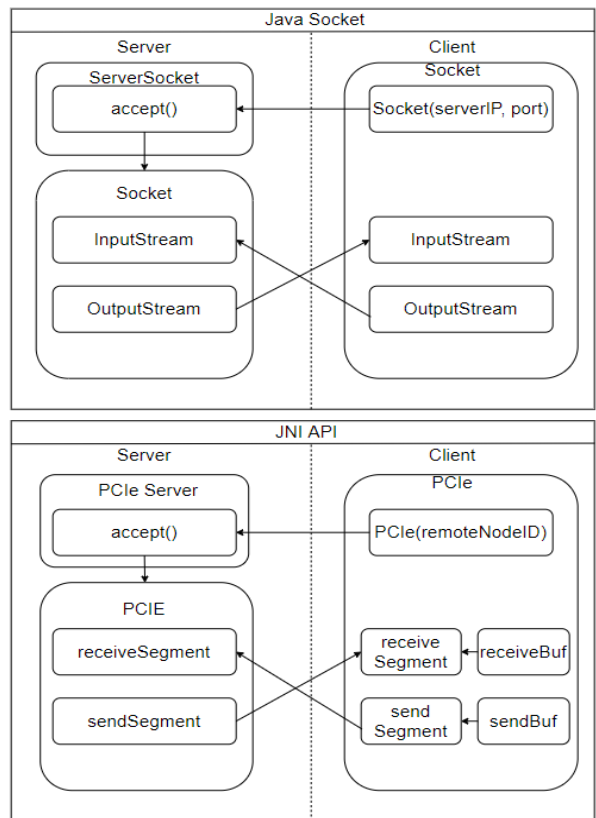 Java Socket
Server
Client
ServerSocket
accept()
Socket
Socket(serverIP, port)
Socket
InputStream
OutputStream
InputStream
OutputStream
JNI API
Server
Client
PCIe Server
accept()
PCIe
PCIe(remoteNodeID)
PCIE
receiveSegment
sendSegment
receive
Segment
receiveBuf
send
Segment
sendBuf